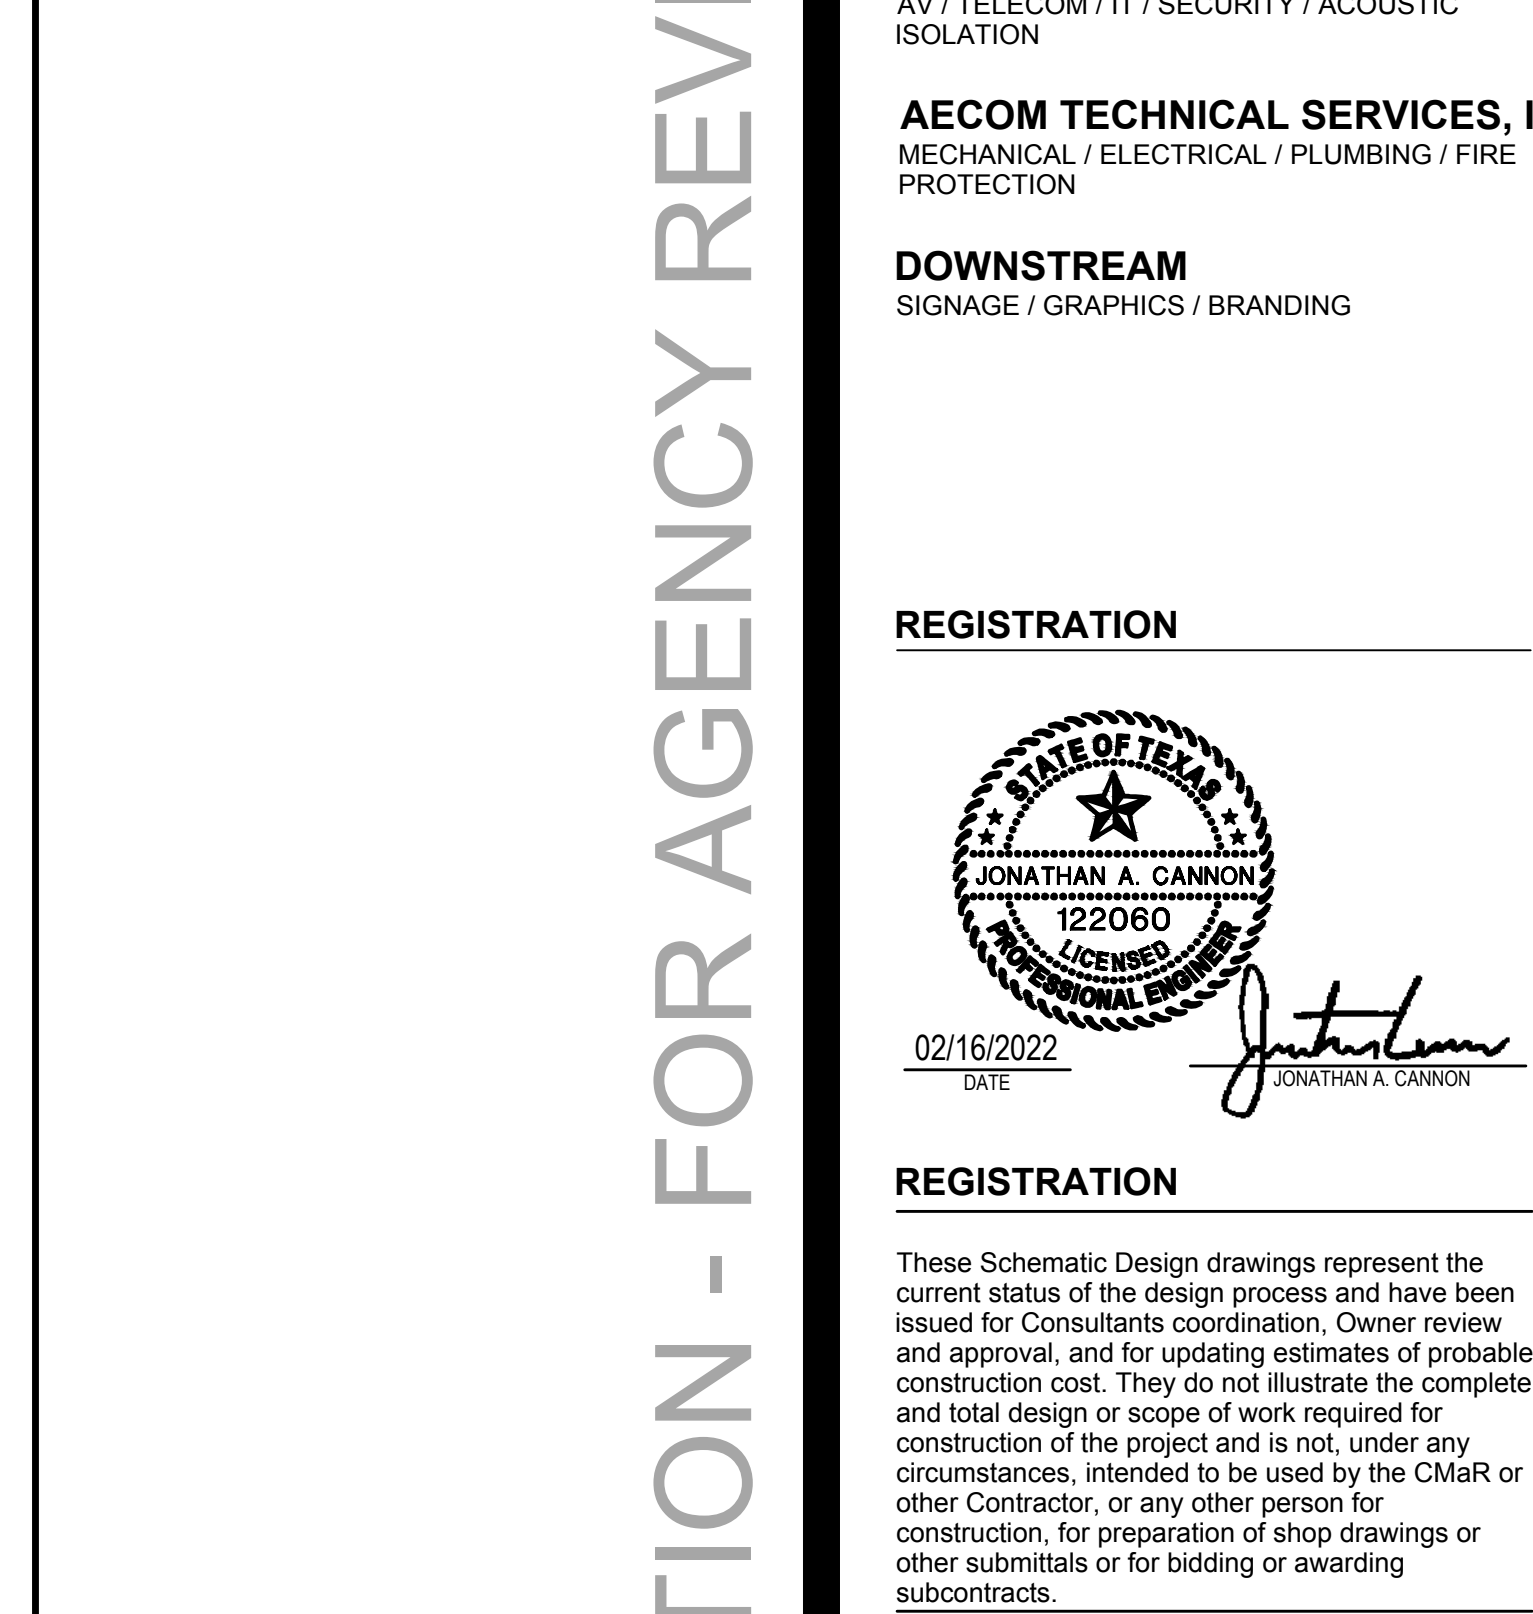 AV / TELECOM / IT / SECURITY / ACOUSTIC
ISOLATION
AECOM TECHNICAL SERVICES, I
MECHANICAL / ELECTRICAL / PLUMBING / FIRE
PROTECTION
DOWNSTREAM
SIGNAGE / GRAPHICS / BRANDING
REGISTRATION
STATE OF TEXAS
JONATHAN A. CANNON
122060
LICENSED
PROFESSIONAL ENGINEER
02/16/2022
DATE
JONATHAN A. CANNON
REGISTRATION
These Schematic Design drawings represent the
current status of the design process and have been
issued for Consultants coordination, Owner review
and approval, and for updating estimates of probable
construction cost. They do not illustrate the complete
and total design or scope of work required for
construction of the project and is not, under any
circumstances, intended to be used by the CMaR or
other Contractor, or any other person for
construction, for preparation of shop drawings or
other submittals or for bidding or awarding
subcontracts.
TION - FOR AGENCY REVI